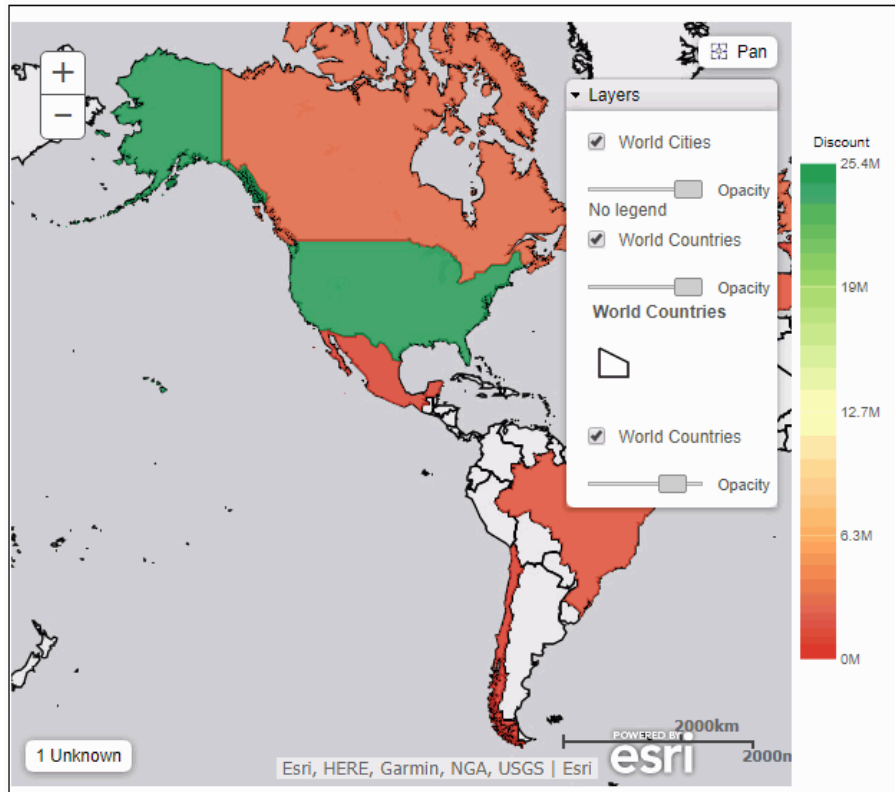 +
−
Pan
Layers
World Cities
Opacity
No legend
World Countries
Opacity
World Countries
World Countries
Opacity
Discount
25.4M
19M
12.7M
6.3M
0M
1 Unknown
2000km
2000m
POWERED BY
esri
Esri, HERE, Garmin, NGA, USGS | Esri